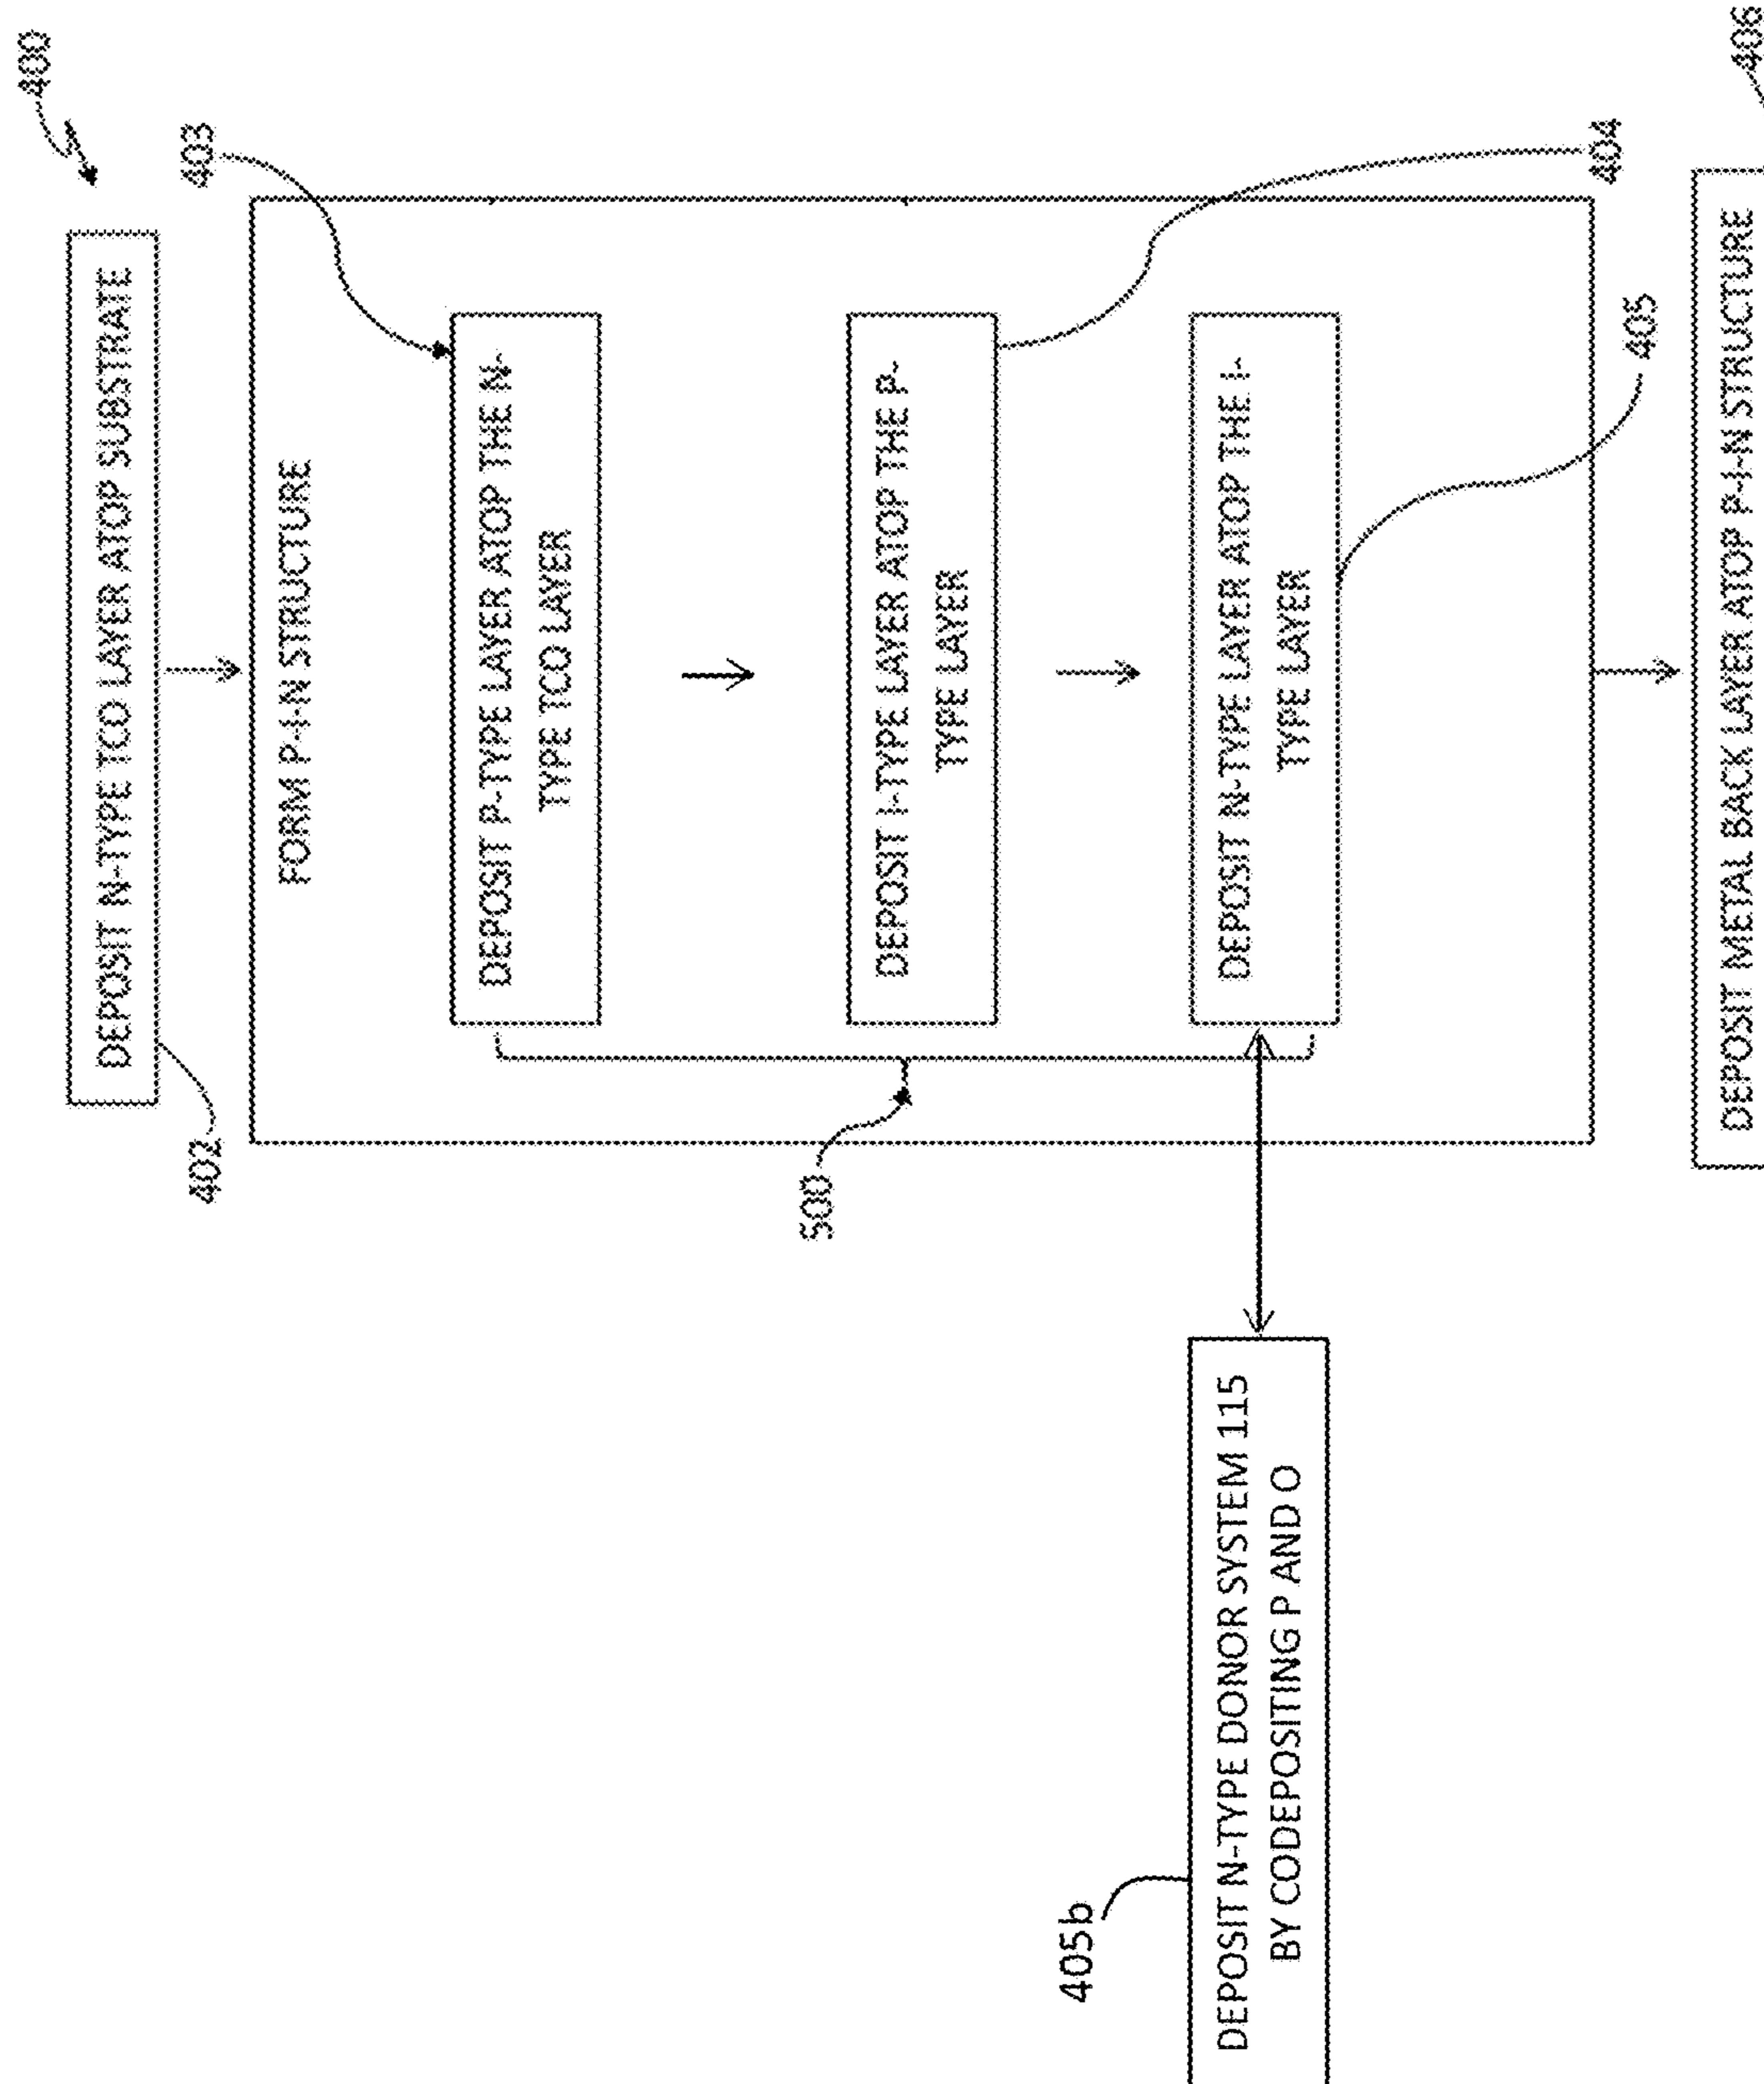 400
DEPOSIT N-TYPE TCO LAYER ATOP SUBSTRATE
402
403
FORM P-I-N STRUCTURE
DEPOSIT P-TYPE LAYER ATOP THE N-
TYPE TCO LAYER
500
DEPOSIT I-TYPE LAYER ATOP THE P-
TYPE LAYER
404
405b
DEPOSIT N-TYPE DONOR SYSTEM 115
BY CODEPOSITING P AND O
DEPOSIT N-TYPE LAYER ATOP THE I-
TYPE LAYER
405
DEPOSIT METAL BACK LAYER ATOP P-I-N STRUCTURE
406